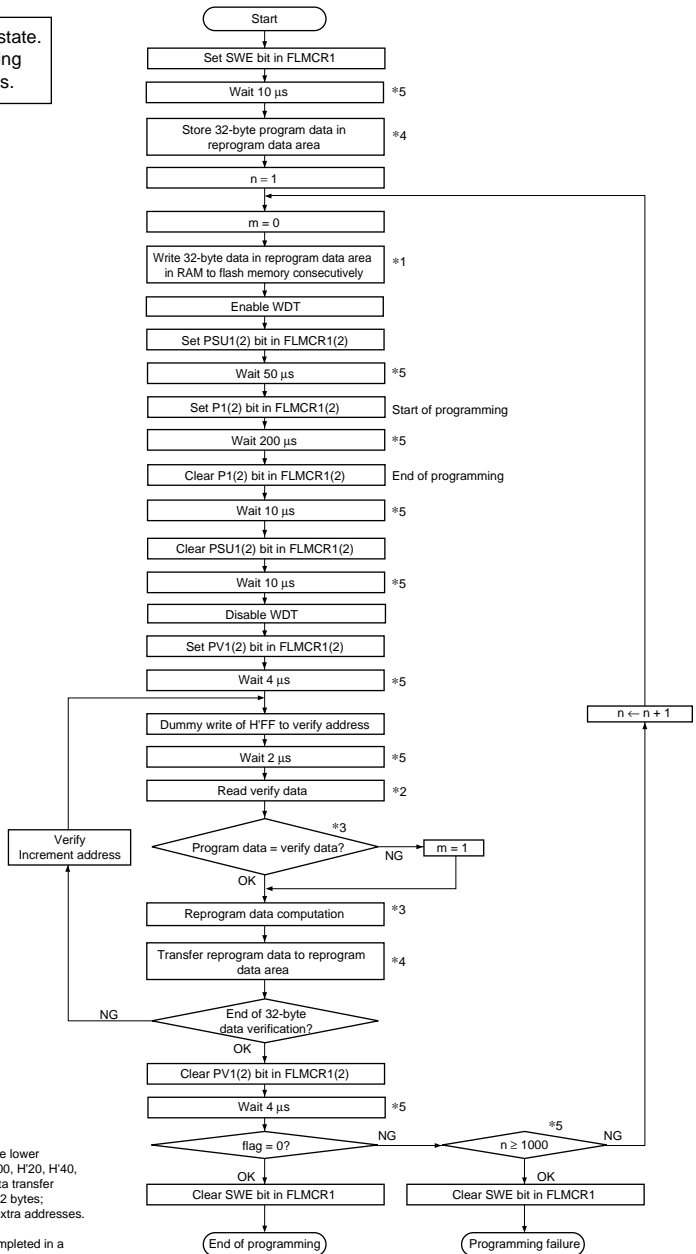 state.
ing
s.
Start
Set SWE bit in FLMCR1
Wait 10 µs
*5
Store 32-byte program data in
reprogram data area
*4
n = 1
m = 0
Write 32-byte data in reprogram data area
in RAM to flash memory consecutively
*1
Enable WDT
Set PSU1(2) bit in FLMCR1(2)
Wait 50 µs
*5
Set P1(2) bit in FLMCR1(2)
Start of programming
Wait 200 µs
*5
Clear P1(2) bit in FLMCR1(2)
End of programming
Wait 10 µs
*5
Clear PSU1(2) bit in FLMCR1(2)
Wait 10 µs
*5
Disable WDT
Set PV1(2) bit in FLMCR1(2)
Wait 4 µs
*5
n ← n + 1
Dummy write of H'FF to verify address
Wait 2 µs
*5
Read verify data
*2
*3
Program data = verify data?
NG
m = 1
Verify
Increment address
OK
Reprogram data computation
*3
Transfer reprogram data to reprogram
data area
*4
End of 32-byte
data verification?
NG
OK
Clear PV1(2) bit in FLMCR1(2)
Wait 4 µs
*5
flag = 0?
NG
*5
n ≥ 1000
NG
OK
OK
Clear SWE bit in FLMCR1
Clear SWE bit in FLMCR1
End of programming
Programming failure
e lower
00, H'20, H'40,
ta transfer
2 bytes;
xtra addresses.
mpleted in a